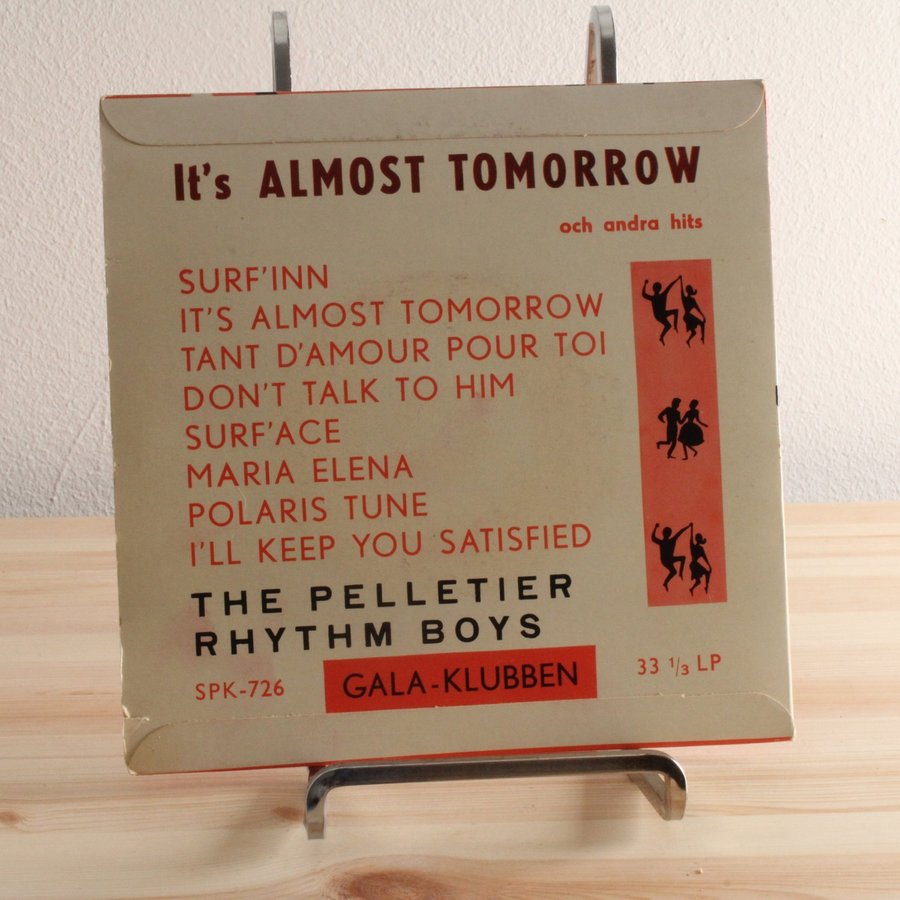 It's ALMOST TOMORROW
och andra hits
SURF'INN
IT'S ALMOST TOMORROW
TANT D'AMOUR POUR TOI
DON'T TALK TO HIM
SURF'ACE
MARIA ELENA
POLARIS TUNE
I'LL KEEP YOU SATISFIED
THE PELLETIER
RHYTHM BOYS
SPK-726 GALA-KLUBBEN 33 1/3 LP